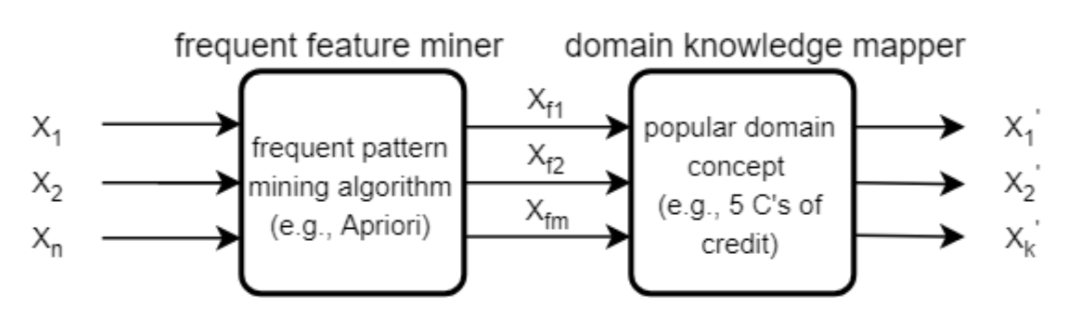 frequent feature miner
domain knowledge mapper
X1
X2
Xn
frequent pattern
mining algorithm
(e.g., Apriori)
Xf1
Xf2
Xfm
popular domain
concept
(e.g., 5 C's of
credit)
X1'
X2'
Xk'